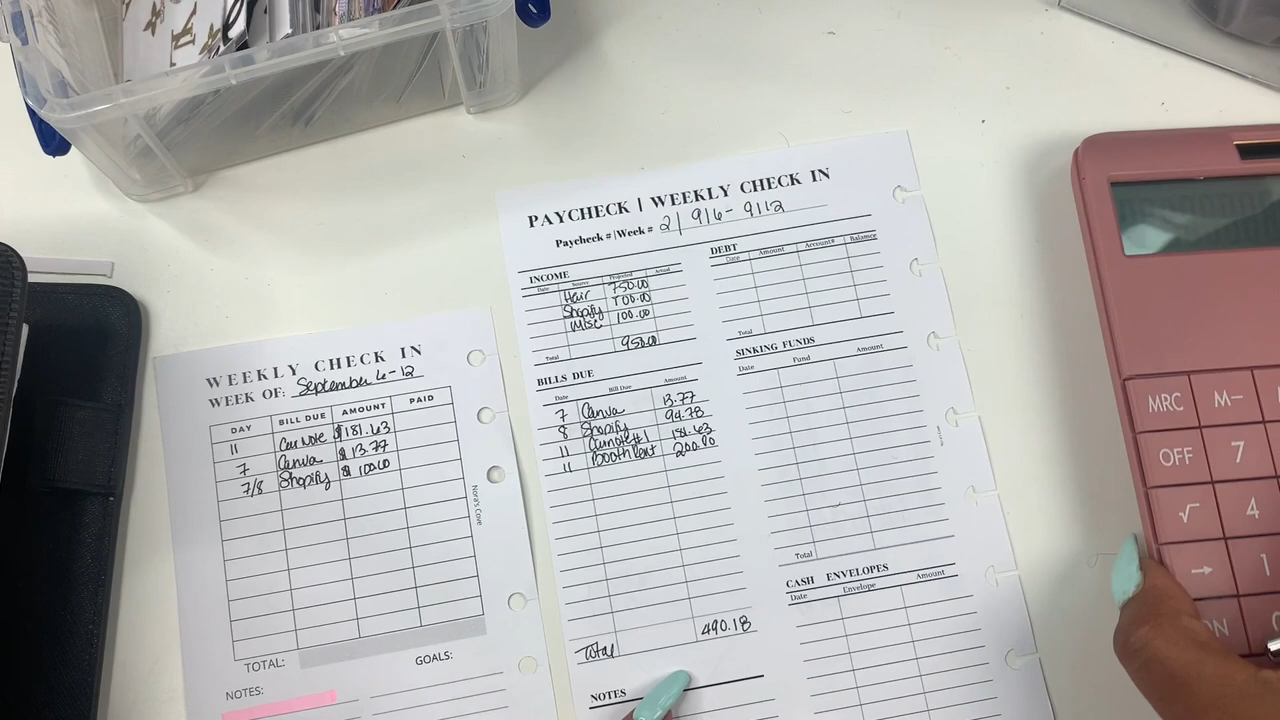 WEEKLY CHECK IN
WEEK OF: September 6-12
DAY BILL DUE AMOUNT PAID
11 Car Note $181.63
7 Canva $13.77
7/8 Shopify $100.00
TOTAL: GOALS:
NOTES:
Nora's Cove
PAYCHECK | WEEKLY CHECK IN
Paycheck # |Week # 2| 9/6-9/12
INCOME
Date Source Projected Actual
Hair 750.00
Shopify 100.00
Misc 100.00
Total 950.00
BILLS DUE
Date Bill Due Amount
7 Canva 13.77
8 Shopify 94.78
11 Carnote #1 181.63
11 Booth Rent 200.00
Total 490.18
NOTES
DEBT
Date Amount Account# Balance
Total
SINKING FUNDS
Date Fund Amount
Total
CASH ENVELOPES
Date Envelope Amount
MRC M-
OFF 7
√ 4
→ 1
ON 0